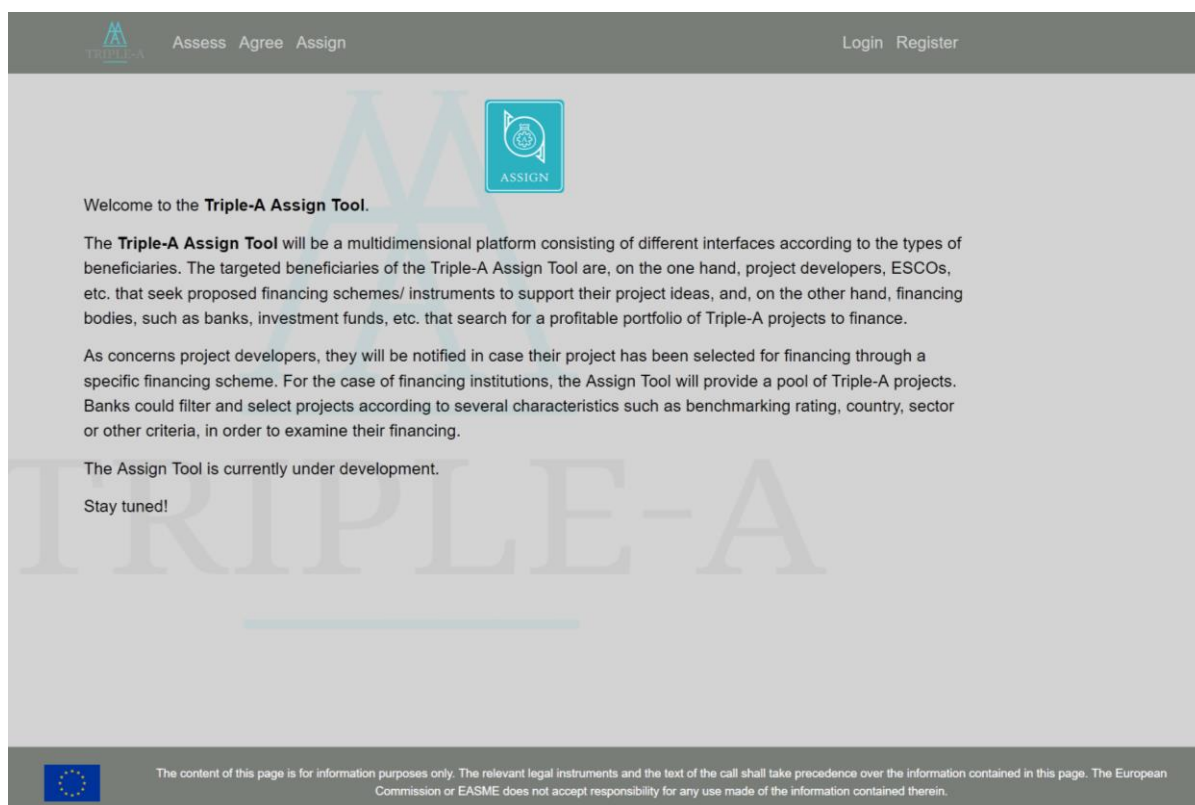 TRIPLE-A
Assess Agree Assign
Login Register
ASSIGN
Welcome to the Triple-A Assign Tool.
The Triple-A Assign Tool will be a multidimensional platform consisting of different interfaces according to the types of
beneficiaries. The targeted beneficiaries of the Triple-A Assign Tool are, on the one hand, project developers, ESCOs,
etc. that seek proposed financing schemes/ instruments to support their project ideas, and, on the other hand, financing
bodies, such as banks, investment funds, etc. that search for a profitable portfolio of Triple-A projects to finance.
As concerns project developers, they will be notified in case their project has been selected for financing through a
specific financing scheme. For the case of financing institutions, the Assign Tool will provide a pool of Triple-A projects.
Banks could filter and select projects according to several characteristics such as benchmarking rating, country, sector
or other criteria, in order to examine their financing.
The Assign Tool is currently under development.
Stay tuned!
TRIPLE-A
The content of this page is for information purposes only. The relevant legal instruments and the text of the call shall take precedence over the information contained in this page. The European
Commission or EASME does not accept responsibility for any use made of the information contained therein.